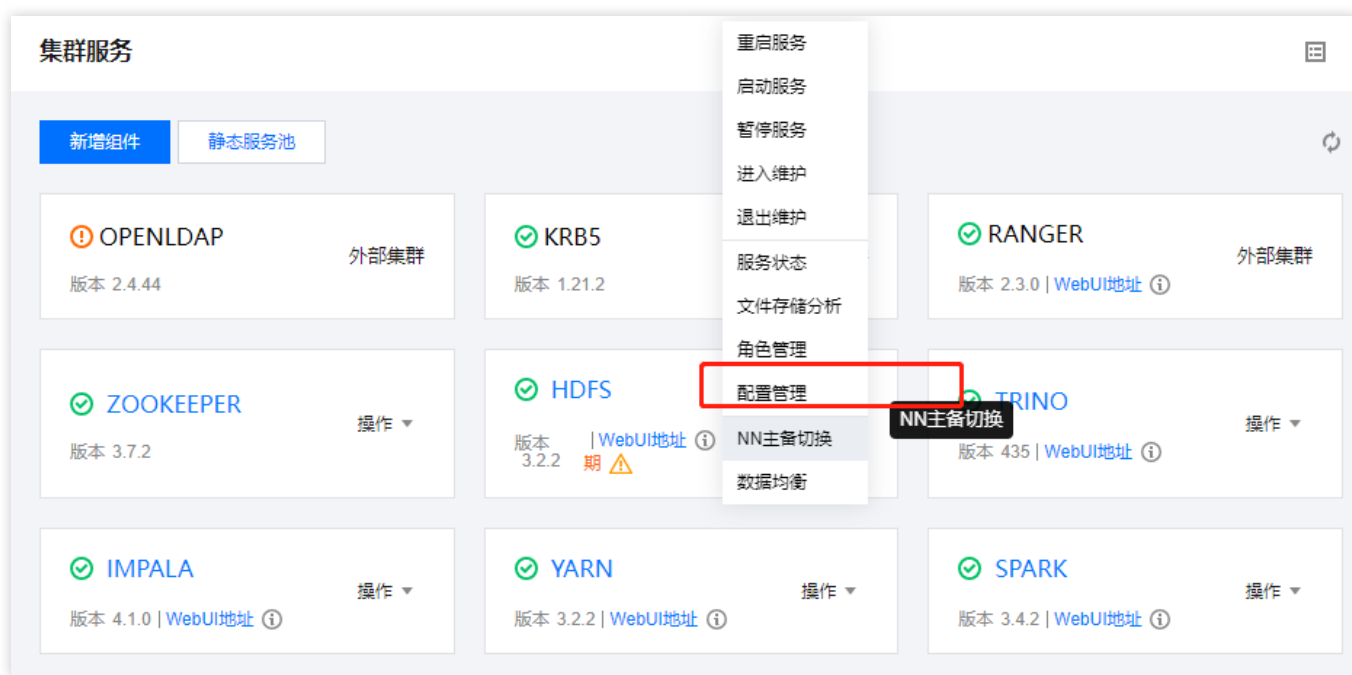 集群服务
新增组件
静态服务池
重启服务
启动服务
暂停服务
进入维护
退出维护
服务状态
文件存储分析
角色管理
配置管理
NN主备切换
数据均衡
NN主备切换
OPENLDAP
外部集群
版本 2.4.44
KRB5
版本 1.21.2
RANGER
外部集群
版本 2.3.0 | WebUI地址
ZOOKEEPER
操作
版本 3.7.2
HDFS
版本 | WebUI地址
3.2.2 期
TRINO
操作
版本 435 | WebUI地址
IMPALA
操作
版本 4.1.0 | WebUI地址
YARN
操作
版本 3.2.2 | WebUI地址
SPARK
操作
版本 3.4.2 | WebUI地址